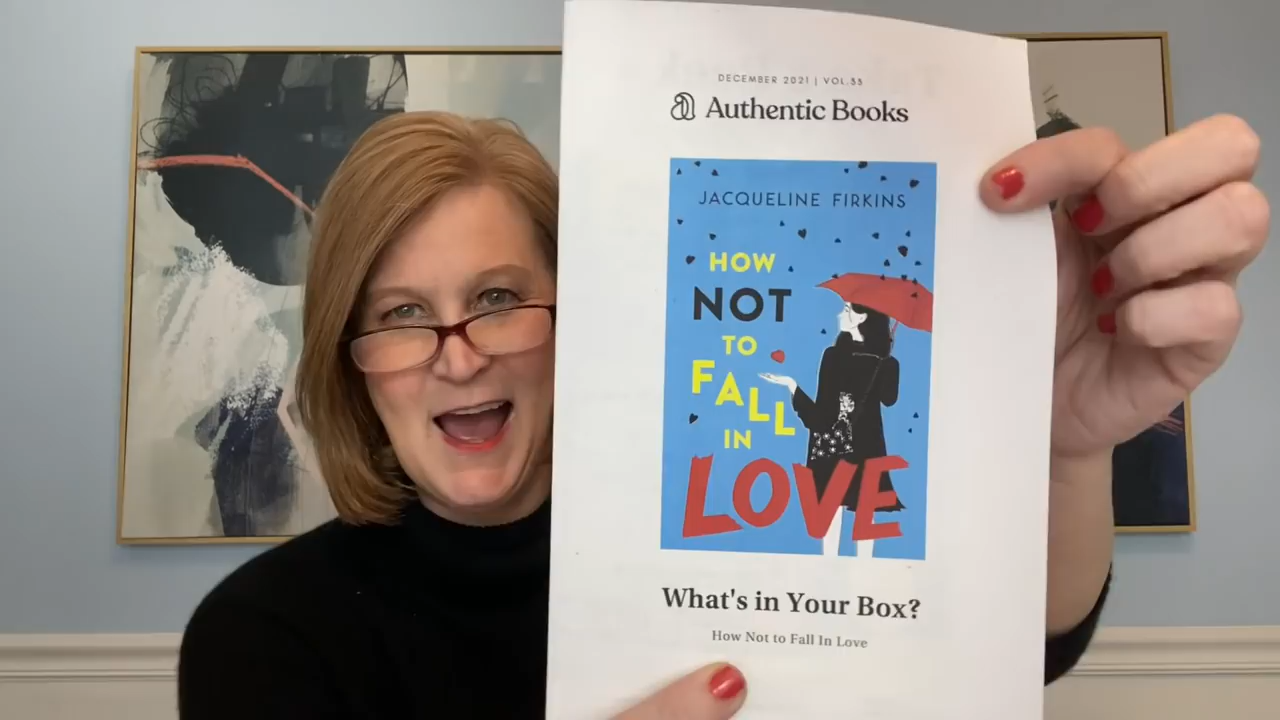 DECEMBER 2021 | VOL.33
Authentic Books
JACQUELINE FIRKINS
HOW
NOT
TO
FALL
IN
LOVE
What's in Your Box?
How Not to Fall In Love